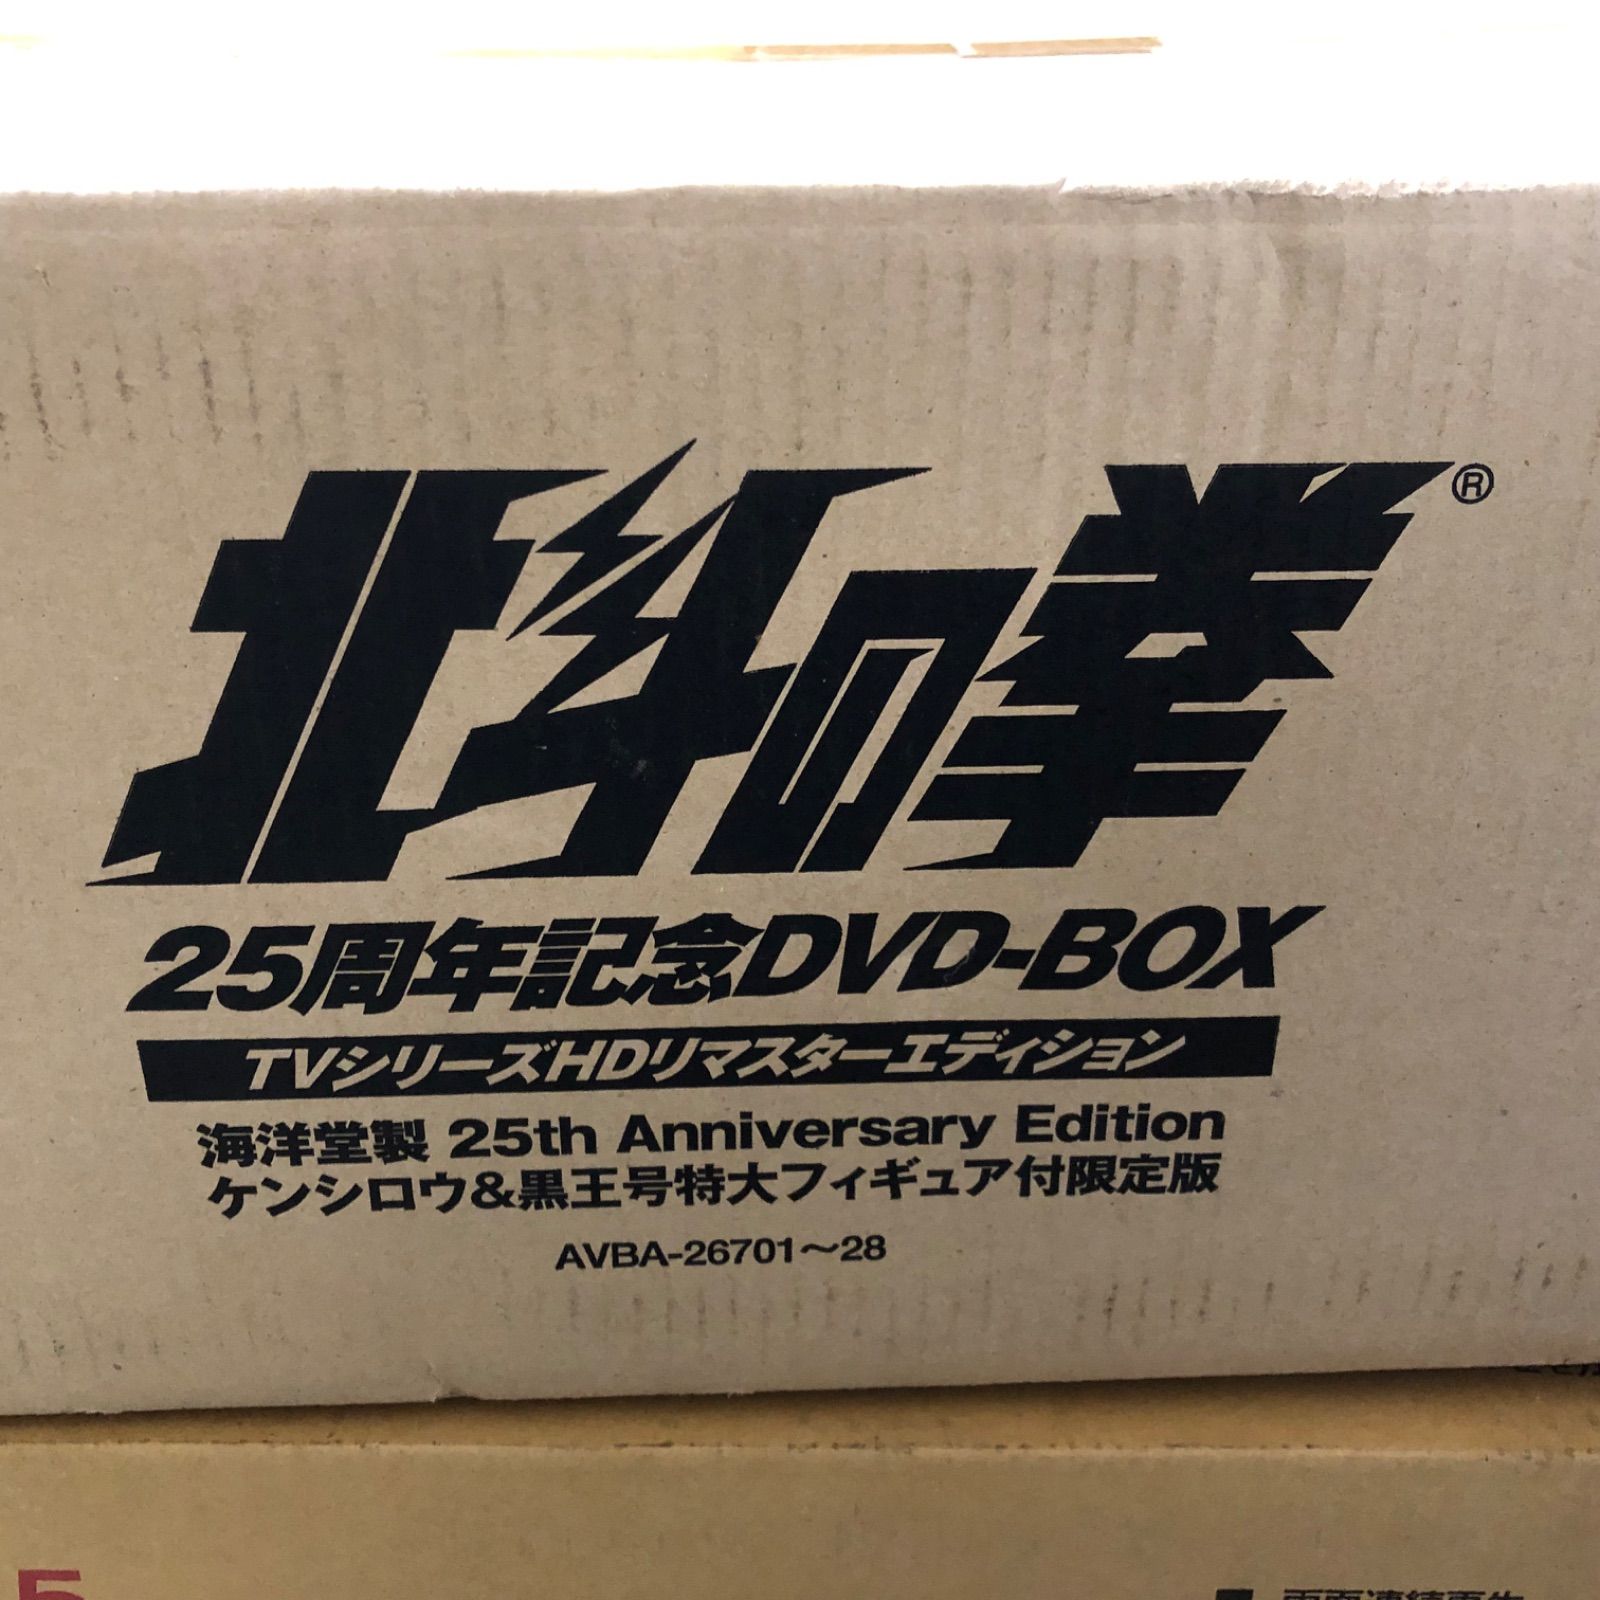 北斗の拳®
25周年記念DVD-BOX
TVシリーズHDリマスターエディション
海洋堂製 25th Anniversary Edition
ケンシロウ&黒王号特大フィギュア付限定版
AVBA-26701〜28
5